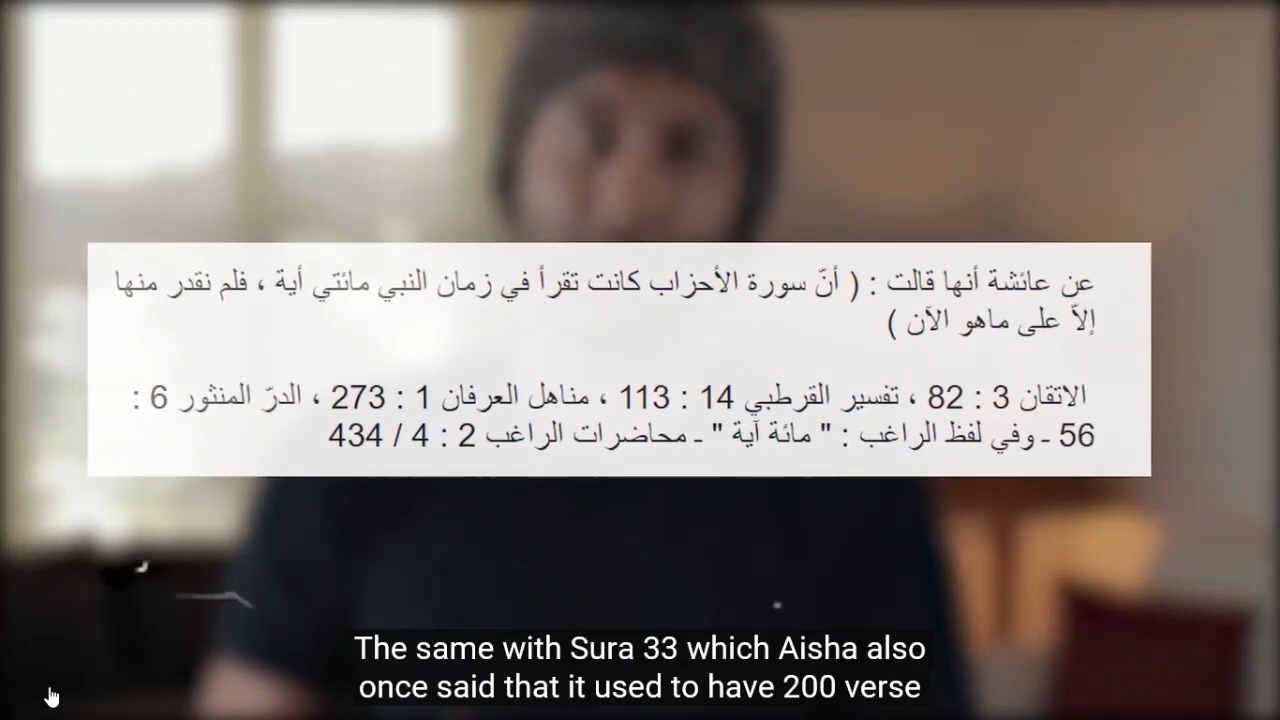 عن عائشة أنها قالت : ( أنّ سورة الأحزاب كانت تقرأ في زمان النبي مائتي أية ، فلم نقدر منها
إلاّ على ماهو الآن )
الاتقان 3 : 82 ، تفسير القرطبي 14 : 113 ، مناهل العرفان 1 : 273 ، الدرّ المنثور 6 :
56 ـ وفي لفظ الراغب : " مائة آية " ـ محاضرات الراغب 2 : 4 / 434
The same with Sura 33 which Aisha also
once said that it used to have 200 verse